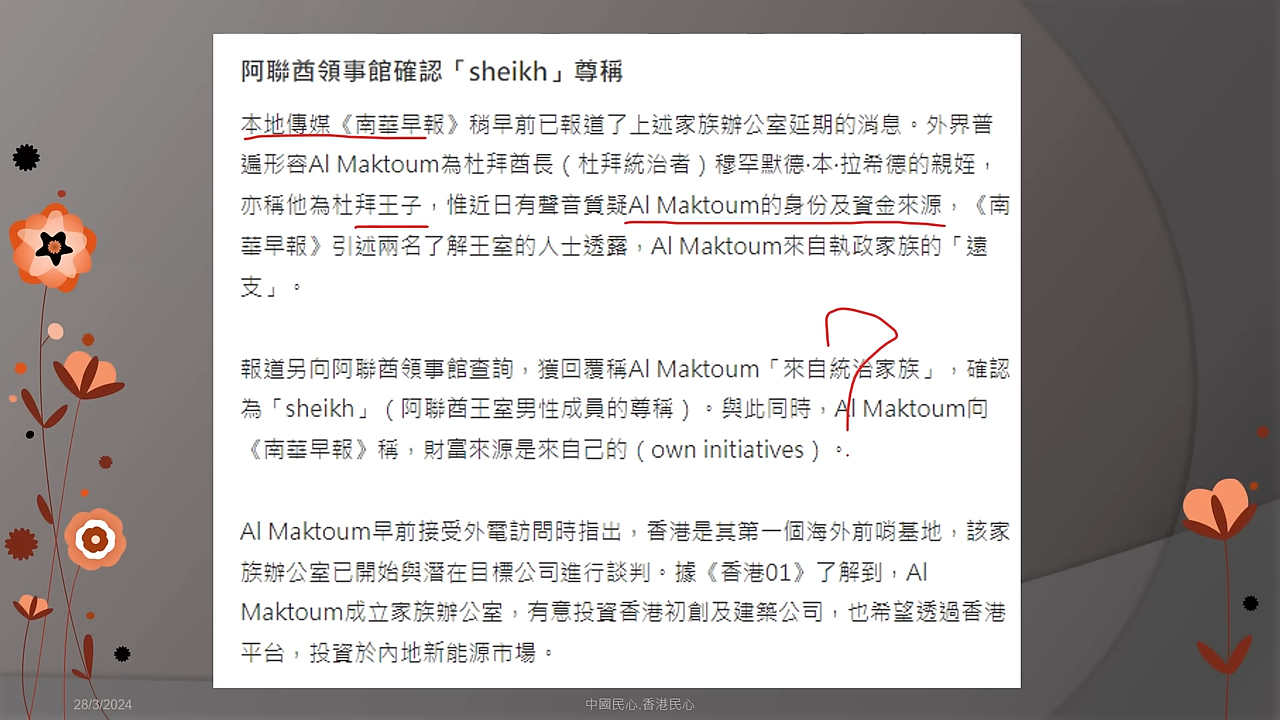 阿聯酋領事館確認「sheikh」尊稱
本地傳媒《南華早報》稍早前已報道了上述家族辦公室延期的消息。外界普
遍形容Al Maktoum為杜拜酋長（杜拜統治者）穆罕默德·本·拉希德的親姪，
亦稱他為杜拜王子，惟近日有聲音質疑Al Maktoum的身份及資金來源，《南
華早報》引述兩名了解王室的人士透露，Al Maktoum來自執政家族的「遠
支」。
報道另向阿聯酋領事館查詢，獲回覆稱Al Maktoum「來自統治家族」，確認
為「sheikh」（阿聯酋王室男性成員的尊稱）。與此同時，Al Maktoum向
《南華早報》稱，財富來源是來自己的（own initiatives）。
Al Maktoum早前接受外電訪問時指出，香港是其第一個海外前哨基地，該家
族辦公室已開始與潛在目標公司進行談判。據《香港01》了解到，Al
Maktoum成立家族辦公室，有意投資香港初創及建築公司，也希望透過香港
平台，投資於內地新能源市場。
28/3/2024
中國民心.香港民心